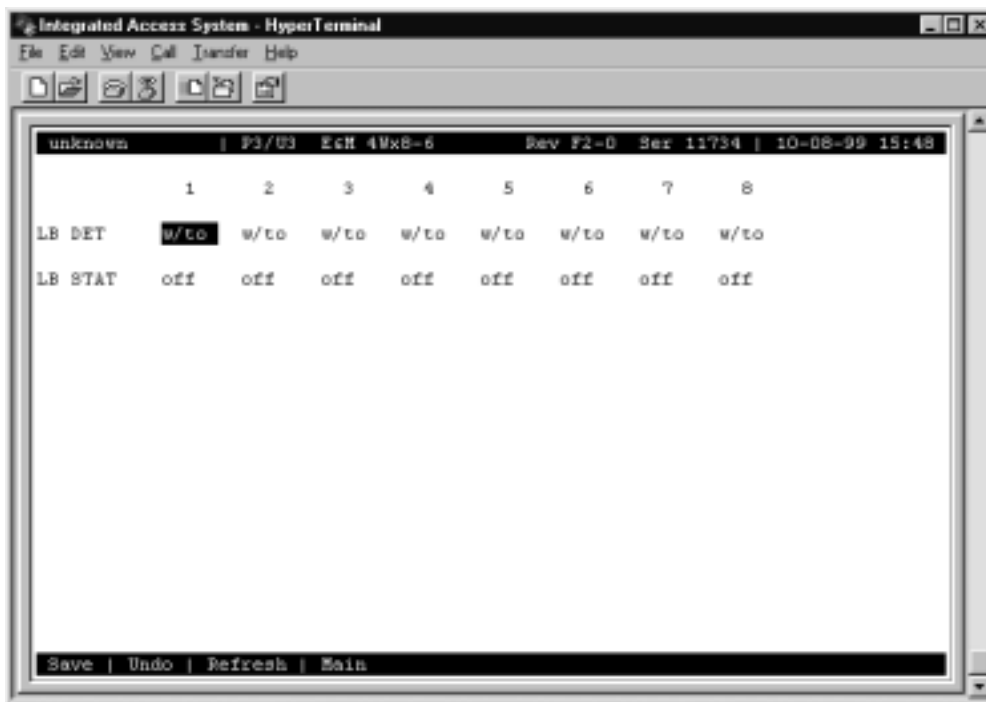 Integrated Access System - HyperTerminal
File Edit View Call Transfer Help
unknown | P3/U3 E&M 4Wx8-6 Rev F2-0 Ser 11734 | 10-08-99 15:48
1 2 3 4 5 6 7 8
LB DET w/to w/to w/to w/to w/to w/to w/to w/to
LB STAT off off off off off off off off
Save | Undo | Refresh | Main